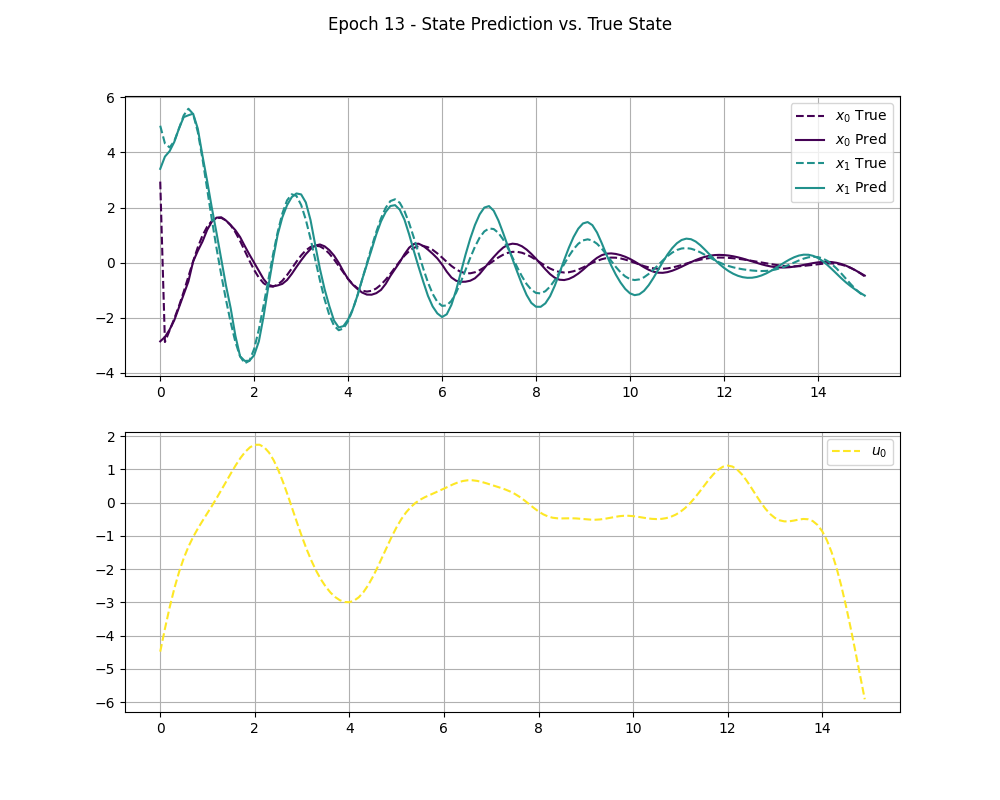 Epoch 13 - State Prediction vs. True State
6
4
2
0
−2
−4
x₀ True
x₀ Pred
x₁ True
x₁ Pred
0 2 4 6 8 10 12 14
2
1
0
−1
−2
−3
−4
−5
−6
u₀
0 2 4 6 8 10 12 14